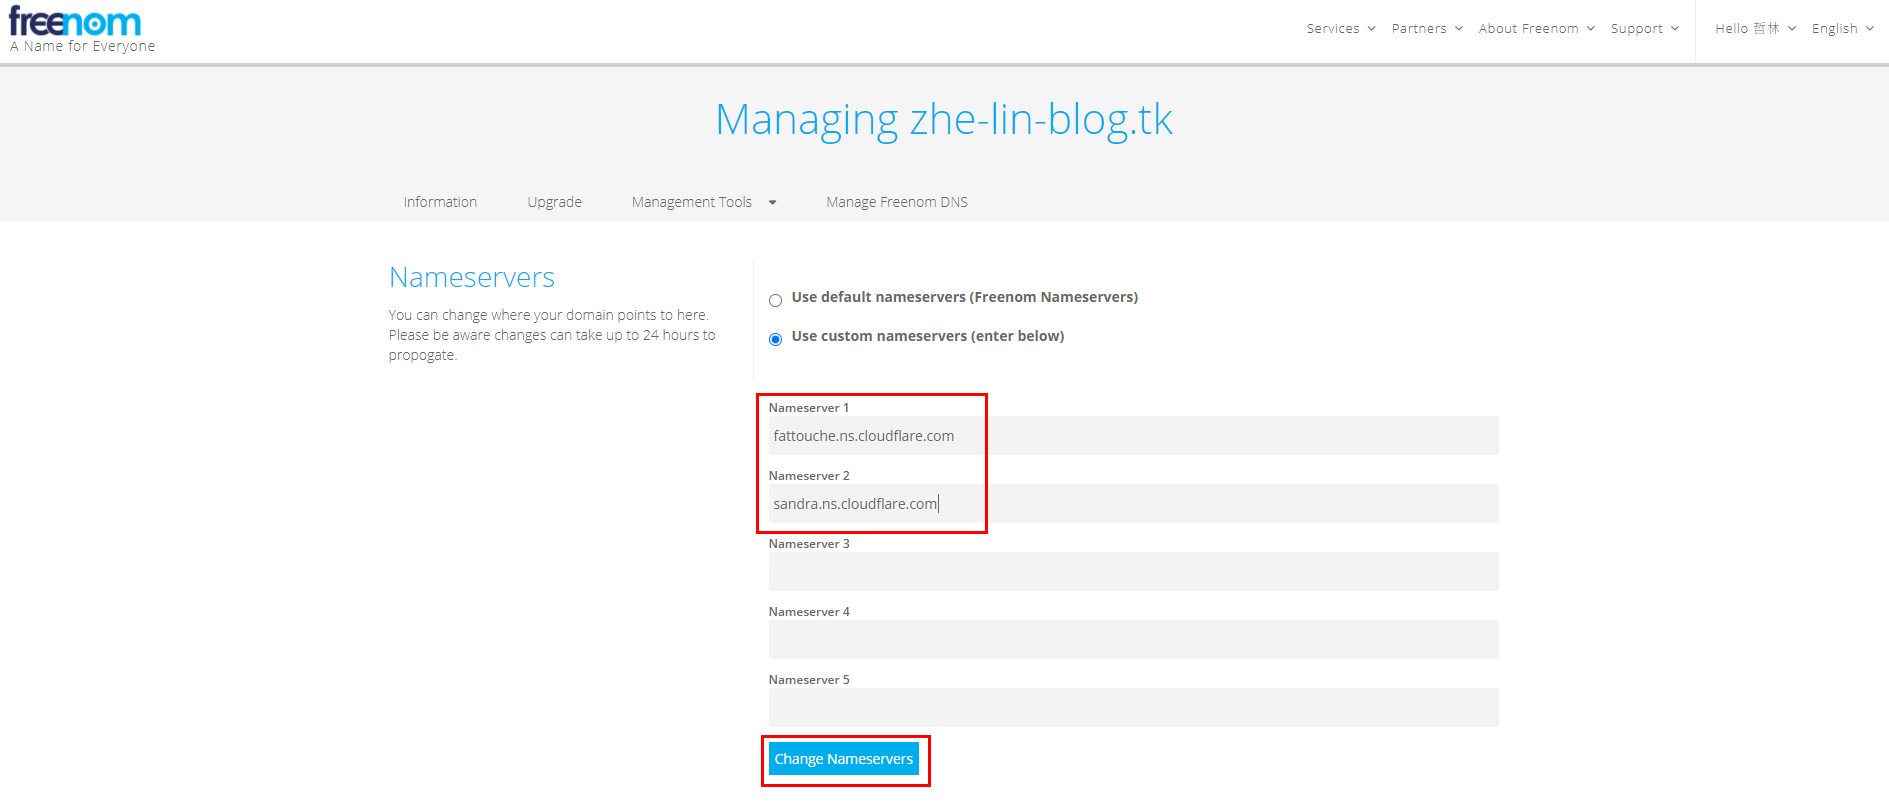 freenom
A Name for Everyone
Services Partners About Freenom Support Hello 哲林 English
Managing zhe-lin-blog.tk
Information Upgrade Management Tools Manage Freenom DNS
Nameservers
You can change where your domain points to here.
Please be aware changes can take up to 24 hours to
propogate.
Use default nameservers (Freenom Nameservers)
Use custom nameservers (enter below)
Nameserver 1
fattouche.ns.cloudflare.com
Nameserver 2
sandra.ns.cloudflare.com
Nameserver 3
Nameserver 4
Nameserver 5
Change Nameservers